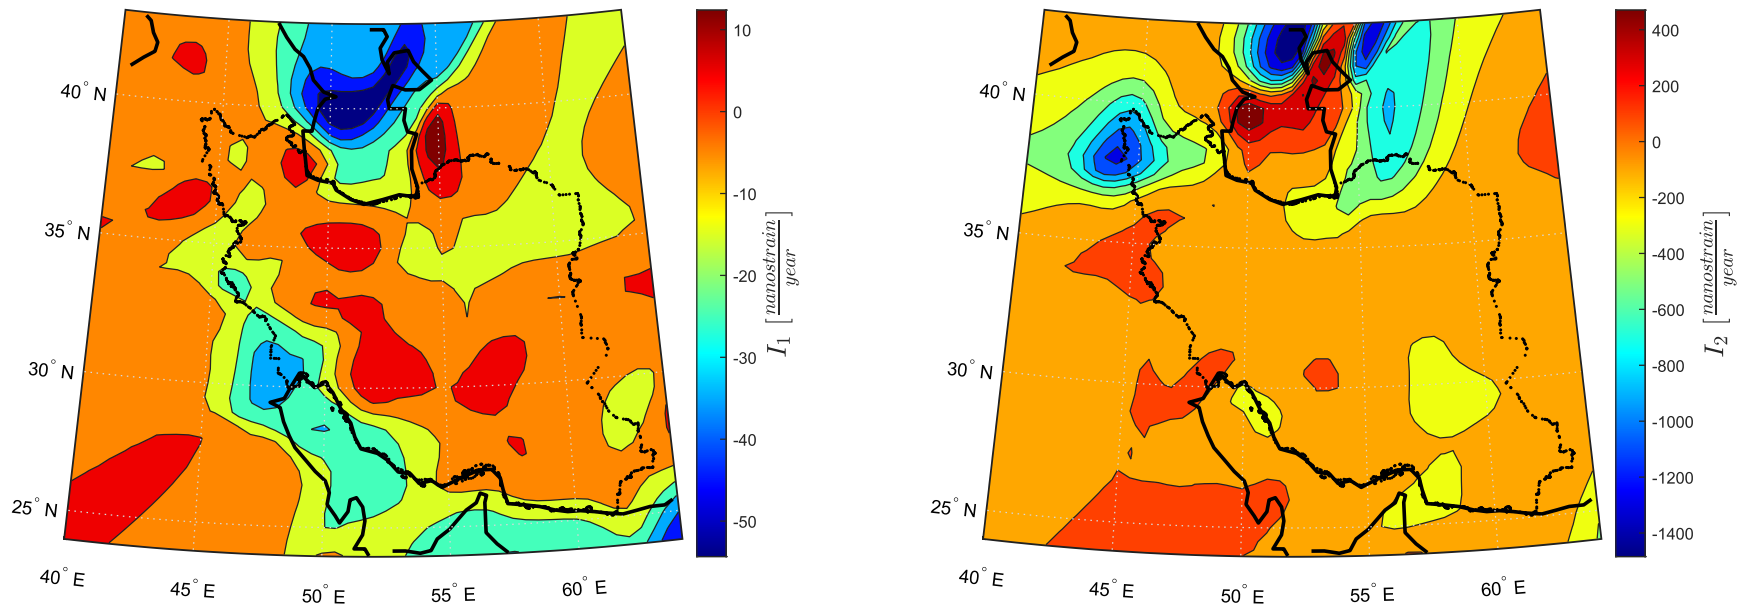 40° N
35° N
30° N
25° N
40° E
45° E
50° E
55° E
60° E
10
0
-10
-20
-30
-40
-50
I₁ [nanostrain/year]
40° N
35° N
30° N
25° N
40° E
45° E
50° E
55° E
60° E
400
200
0
-200
-400
-600
-800
-1000
-1200
-1400
I₂ [nanostrain/year]